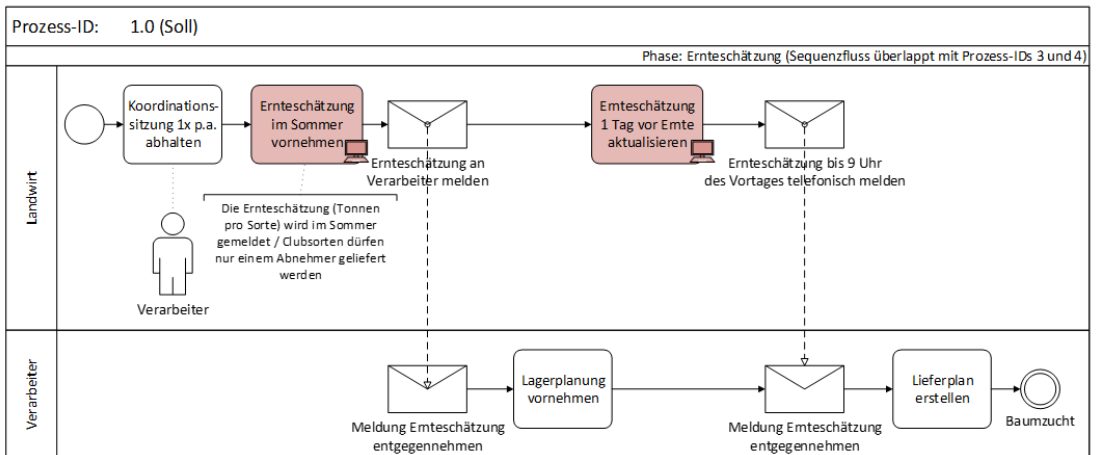 Prozess-ID: 1.0 (Soll)
Phase: Ernteschätzung (Sequenzfluss überlappt mit Prozess-IDs 3 und 4)
Landwirt
Koordinations-
sitzung 1x p.a.
abhalten
Ernteschätzung
im Sommer
vornehmen
Ernteschätzung an
Verarbeiter melden
Ernteschätzung
1 Tag vor Ernte
aktualisieren
Ernteschätzung bis 9 Uhr
des Vortages telefonisch melden
Die Ernteschätzung (Tonnen
pro Sorte) wird im Sommer
gemeldet / Clubsorten dürfen
nur einem Abnehmer geliefert
werden
Verarbeiter
Verarbeiter
Meldung Ernteschätzung
entgegennehmen
Lagerplanung
vornehmen
Meldung Ernteschätzung
entgegennehmen
Lieferplan
erstellen
Baumzucht